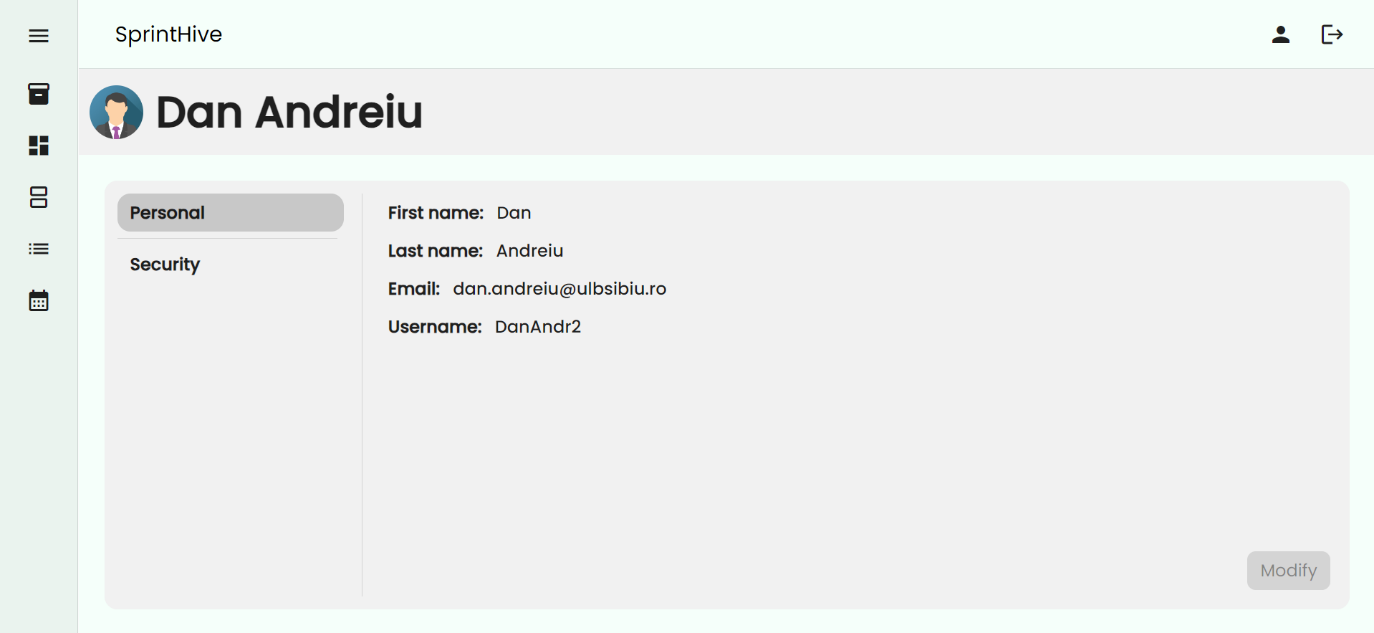 SprintHive
Dan Andreiu
Personal
Security
First name: Dan
Last name: Andreiu
Email: dan.andreiu@ulbsibiu.ro
Username: DanAndr2
Modify